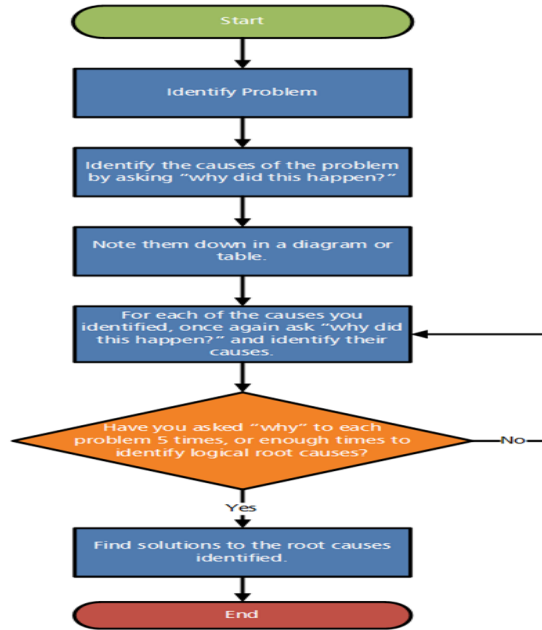 Start
Identify Problem
Identify the causes of the problem
by asking “why did this happen?”
Note them down in a diagram or
table.
For each of the causes you
identified, once again ask “why did
this happen?” and identify their
causes.
Have you asked “why” to each
problem 5 times, or enough times to
identify logical root causes?
No
Yes
Find solutions to the root causes
identified.
End